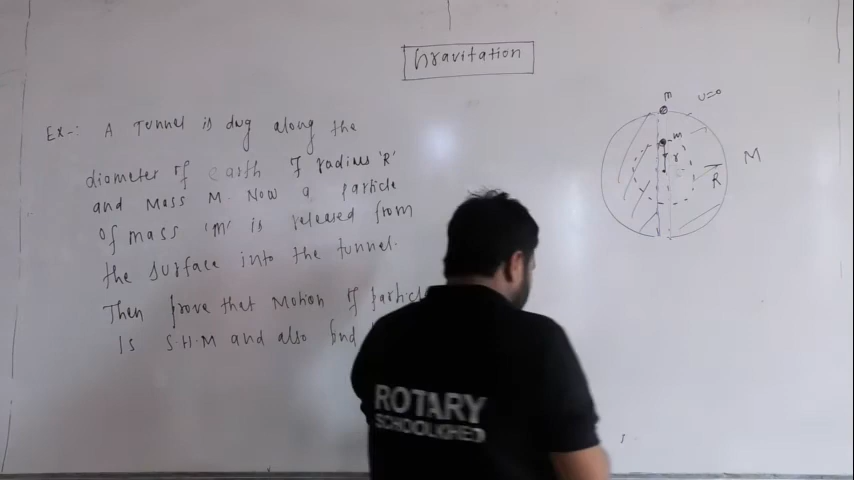 Gravitation
Ex-: A Tunnel is dug along the
diameter of earth of radius 'R'
and mass M. Now a particle
of mass 'm' is released from
the surface into the tunnel.
Then prove that Motion of particle
Is S.H.M and also find
m
u=0
m
r
R
M
ROTARY
SCHOOLKHED